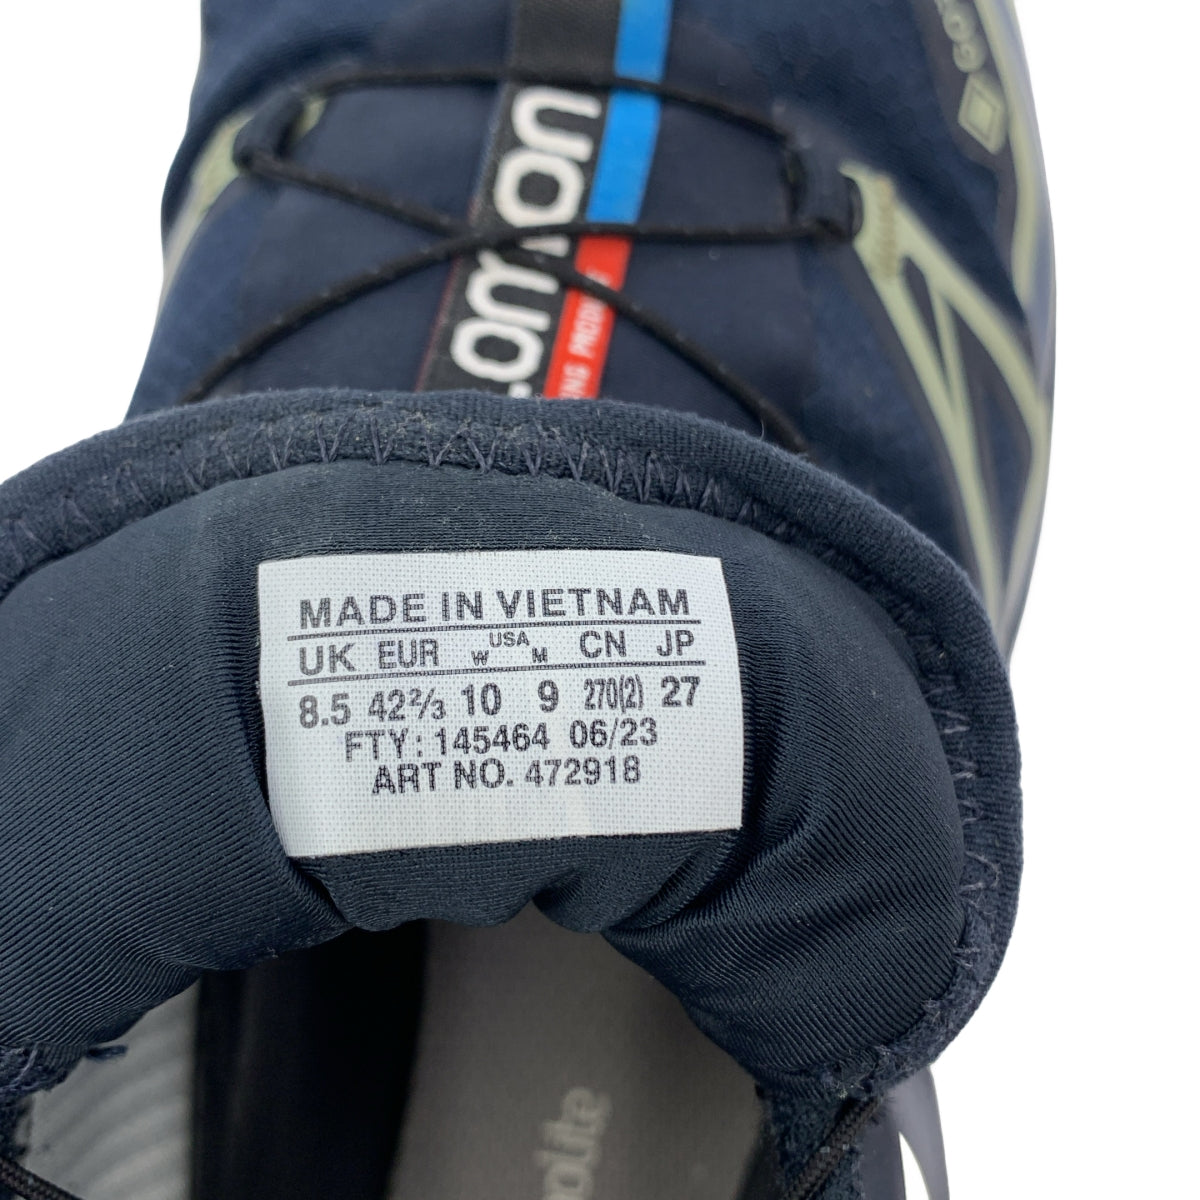 omon
MADE IN VIETNAM
UK EUR USA W M CN JP
8.5 42⅔ 10 9 270(2) 27
FTY: 145464 06/23
ART NO. 472918